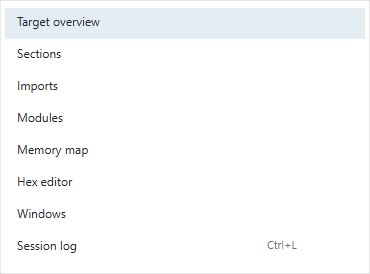 Target overview
Sections
Imports
Modules
Memory map
Hex editor
Windows
Session log Ctrl+L